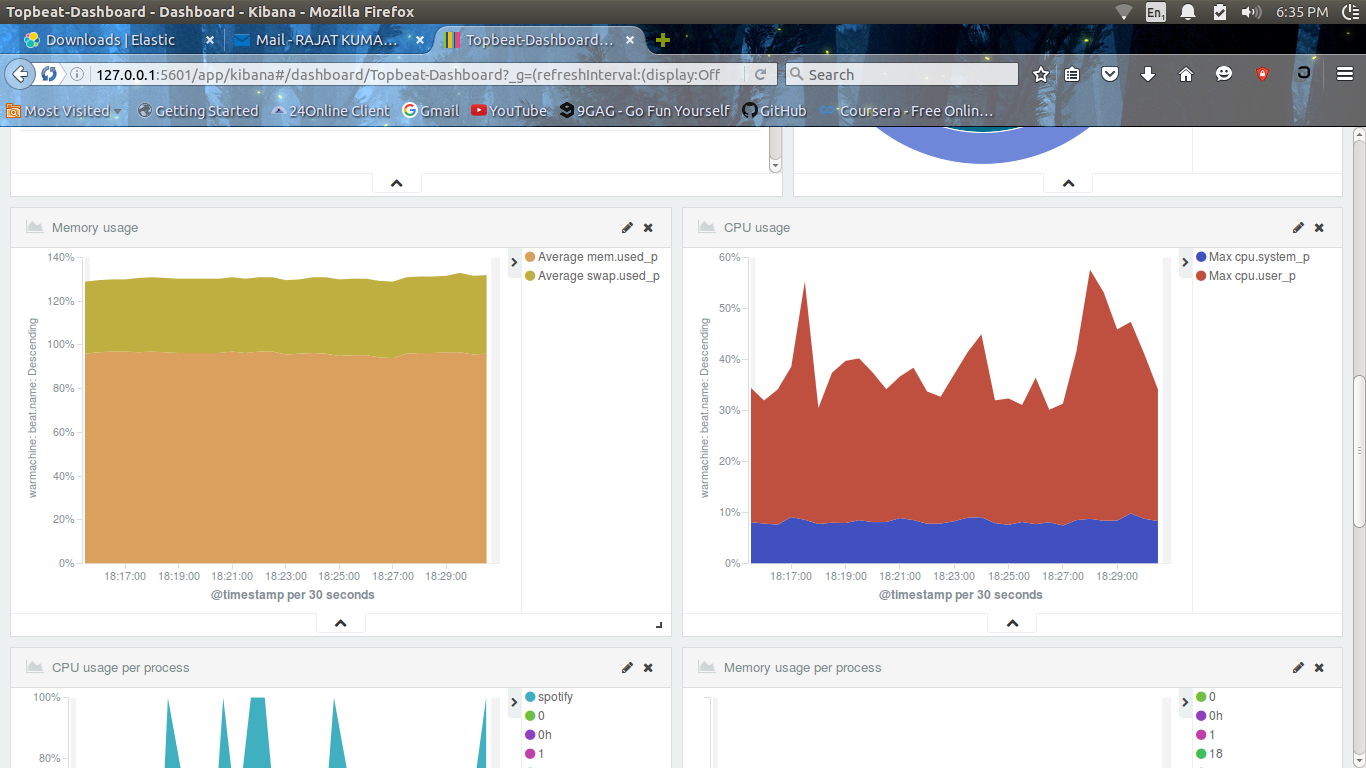 Topbeat-Dashboard - Dashboard - Kibana - Mozilla Firefox
En1
6:35 PM
Downloads | Elastic
Mail - RAJAT KUMA...
Topbeat-Dashboard...
127.0.0.1:5601/app/kibana#/dashboard/Topbeat-Dashboard?_g=(refreshInterval:(display:Off
Search
Most Visited
Getting Started
24Online Client
Gmail
YouTube
9GAG - Go Fun Yourself
GitHub
Coursera - Free Onlin...
Memory usage
140%
120%
100%
80%
60%
40%
20%
0%
warmachine: beat.name: Descending
18:17:00 18:19:00 18:21:00 18:23:00 18:25:00 18:27:00 18:29:00
@timestamp per 30 seconds
Average mem.used_p
Average swap.used_p
CPU usage
60%
50%
40%
30%
20%
10%
0%
warmachine: beat.name: Descending
18:17:00 18:19:00 18:21:00 18:23:00 18:25:00 18:27:00 18:29:00
@timestamp per 30 seconds
Max cpu.system_p
Max cpu.user_p
CPU usage per process
100%
80%
spotify
0
0h
1
Memory usage per process
0
0h
1
18